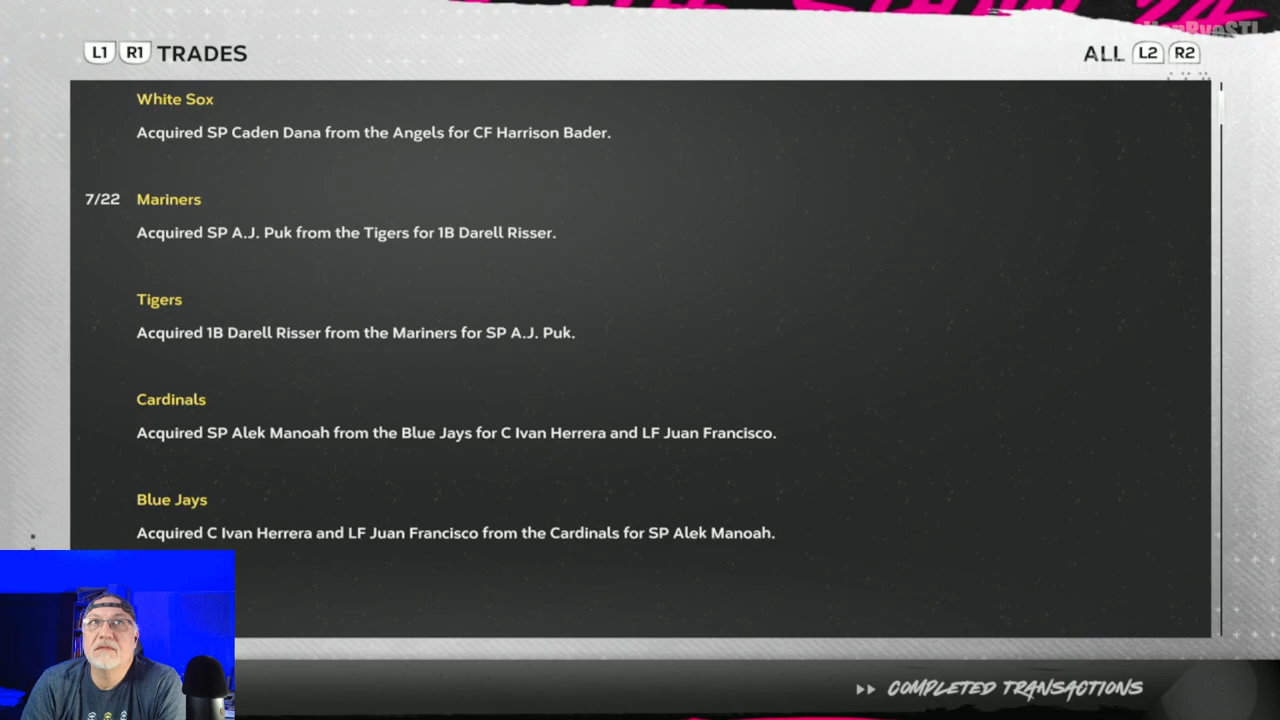 L1 R1 TRADES
ALL L2 R2
White Sox
Acquired SP Caden Dana from the Angels for CF Harrison Bader.
7/22 Mariners
Acquired SP A.J. Puk from the Tigers for 1B Darell Risser.
Tigers
Acquired 1B Darell Risser from the Mariners for SP A.J. Puk.
Cardinals
Acquired SP Alek Manoah from the Blue Jays for C Ivan Herrera and LF Juan Francisco.
Blue Jays
Acquired C Ivan Herrera and LF Juan Francisco from the Cardinals for SP Alek Manoah.
COMPLETED TRANSACTIONS